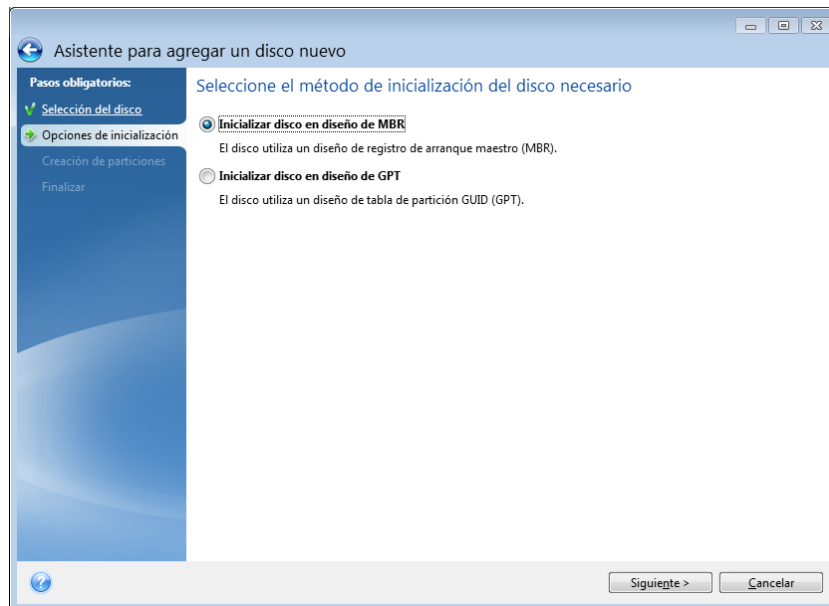 Asistente para agregar un disco nuevo
Pasos obligatorios:
Selección del disco
Opciones de inicialización
Creación de particiones
Finalizar
Seleccione el método de inicialización del disco necesario
Inicializar disco en diseño de MBR
El disco utiliza un diseño de registro de arranque maestro (MBR).
Inicializar disco en diseño de GPT
El disco utiliza un diseño de tabla de partición GUID (GPT).
?
Siguiente >
Cancelar